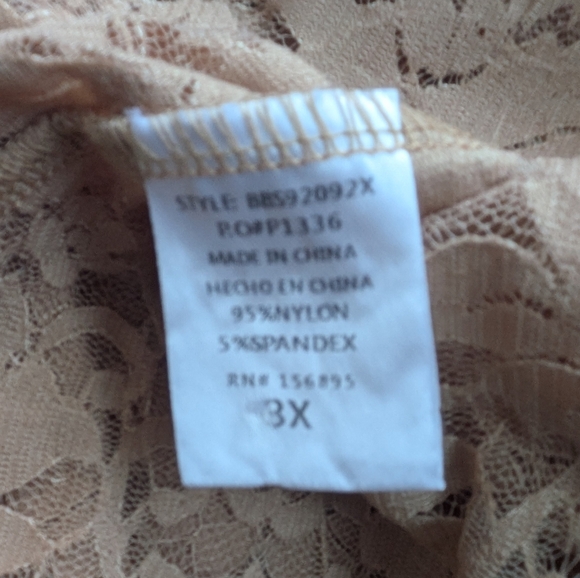 STYLE: BBS92092X
P.O#P1336
MADE IN CHINA
HECHO EN CHINA
95%NYLON
5%SPANDEX
RN# 156895
3X